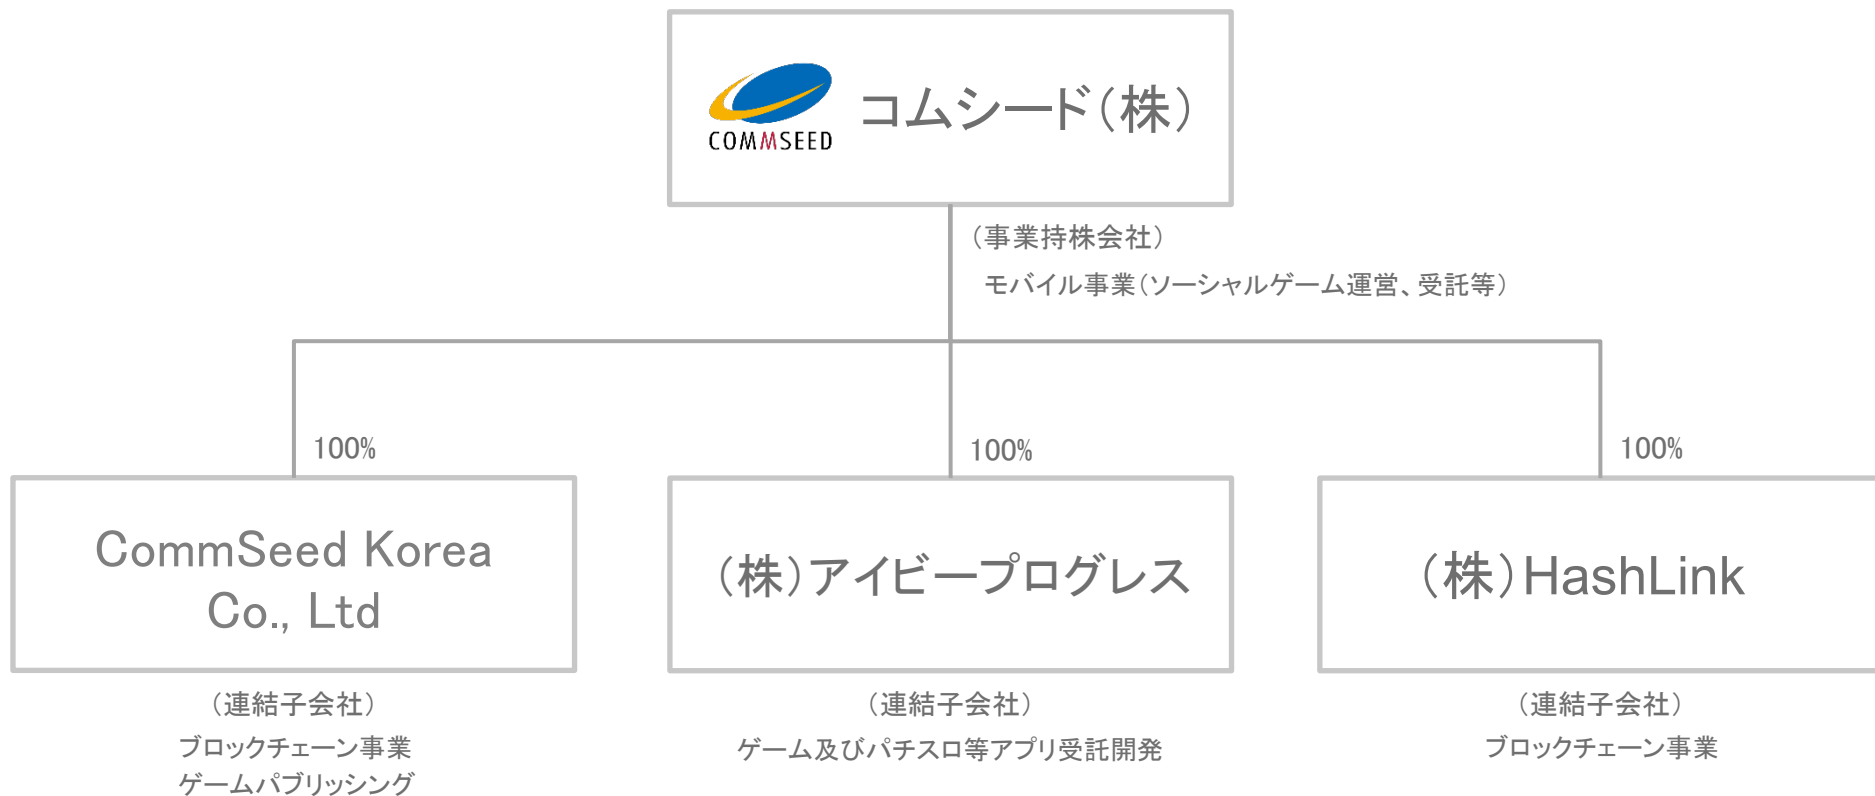 COMMSEED
コムシード（株）
（事業持株会社）
モバイル事業（ソーシャルゲーム運営、受託等）
100%
100%
100%
CommSeed Korea
Co., Ltd
（株）アイビープログレス
（株）HashLink
（連結子会社）
ブロックチェーン事業
ゲームパブリッシング
（連結子会社）
ゲーム及びパチスロ等アプリ受託開発
（連結子会社）
ブロックチェーン事業